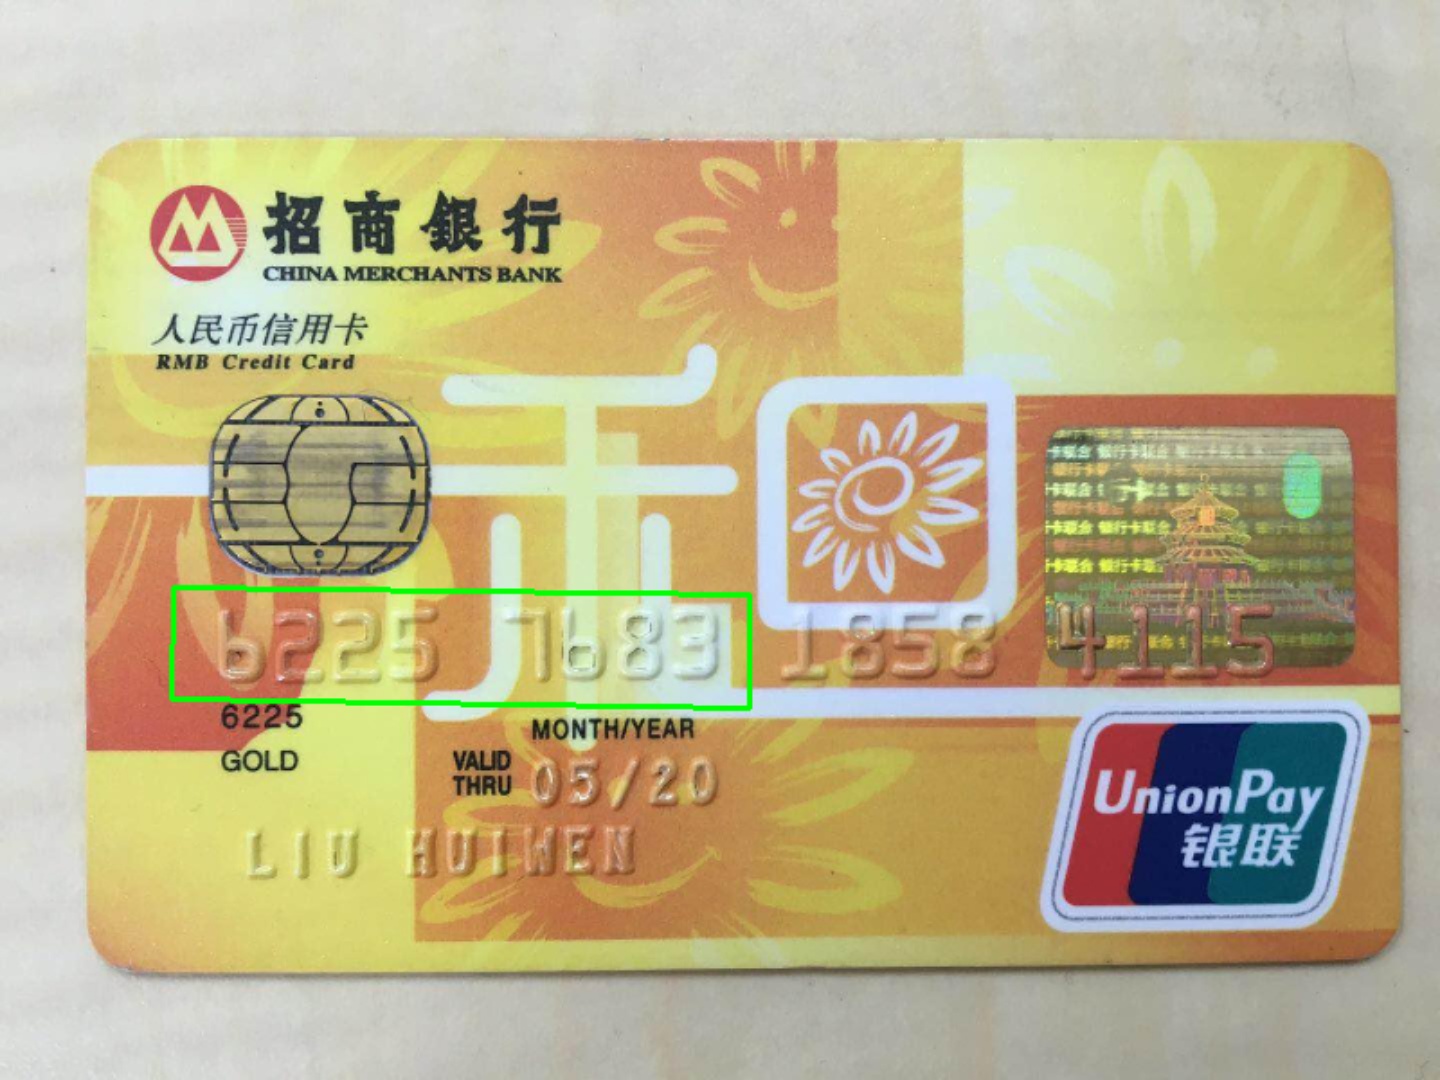 招商银行
CHINA MERCHANTS BANK
人民币信用卡
RMB Credit Card
6225 7683 1858 4115
6225
MONTH/YEAR
GOLD
VALID THRU 05/20
LIU HUIWEN
UnionPay
银联